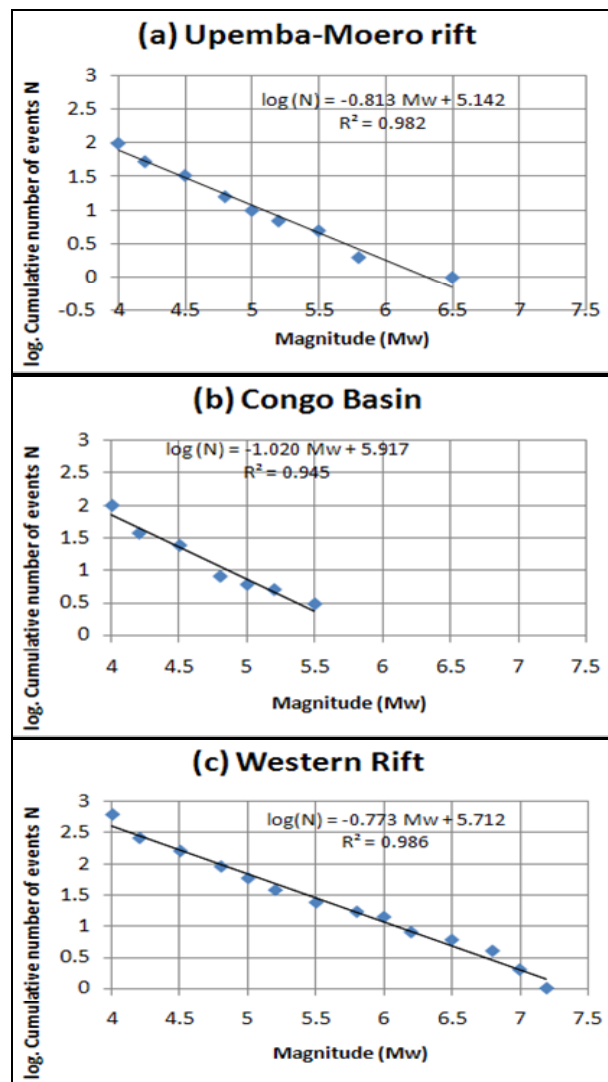 (a) Upemba-Moero rift
log (N) = -0.813 Mw + 5.142
R² = 0.982
3
2.5
2
1.5
1
0.5
0
-0.5
4 4.5 5 5.5 6 6.5 7 7.5
Magnitude (Mw)
log. Cumulative number of events N
(b) Congo Basin
log (N) = -1.020 Mw + 5.917
R² = 0.945
3
2.5
2
1.5
1
0.5
0
4 4.5 5 5.5 6 6.5 7 7.5
Magnitude (Mw)
log. Cumulative number of events N
(c) Western Rift
log(N) = -0.773 Mw + 5.712
R² = 0.986
3
2.5
2
1.5
1
0.5
0
4 4.5 5 5.5 6 6.5 7 7.5
Magnitude (Mw)
log. Cumulative number of events N